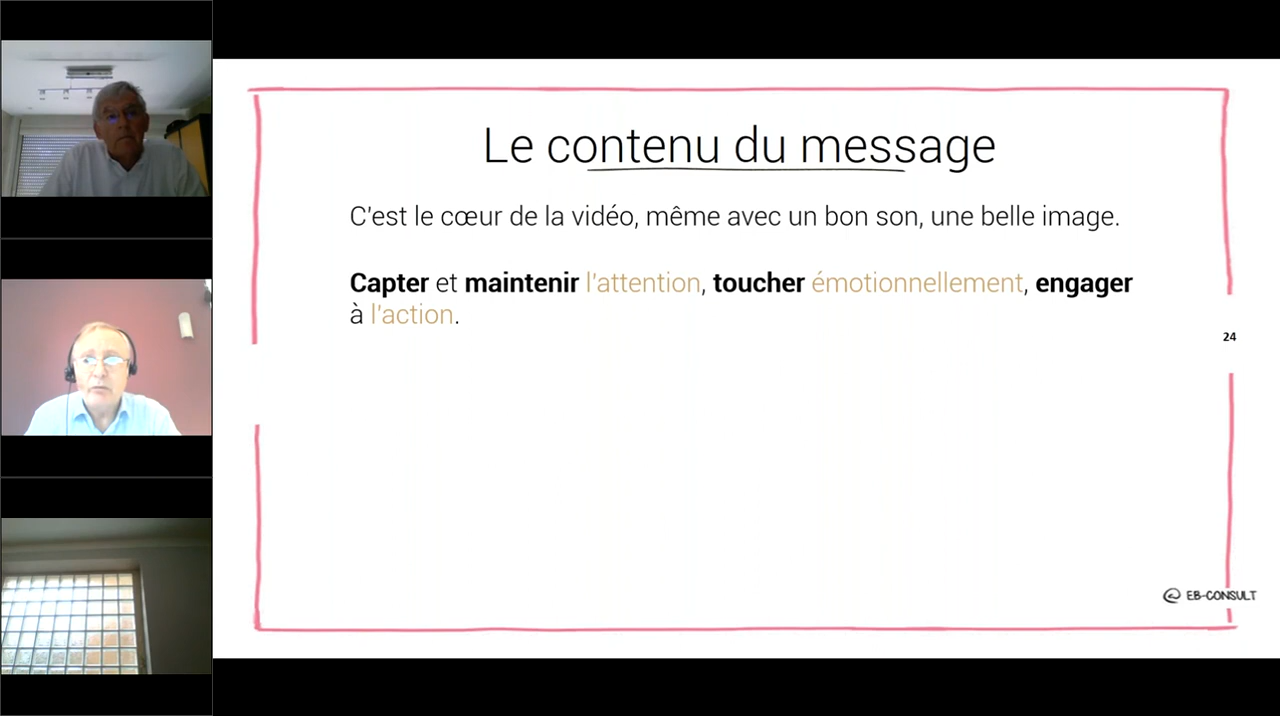 Le contenu du message
C'est le cœur de la vidéo, même avec un bon son, une belle image.
Capter et maintenir l'attention, toucher émotionnellement, engager
à l'action.
24
@ EB-CONSULT